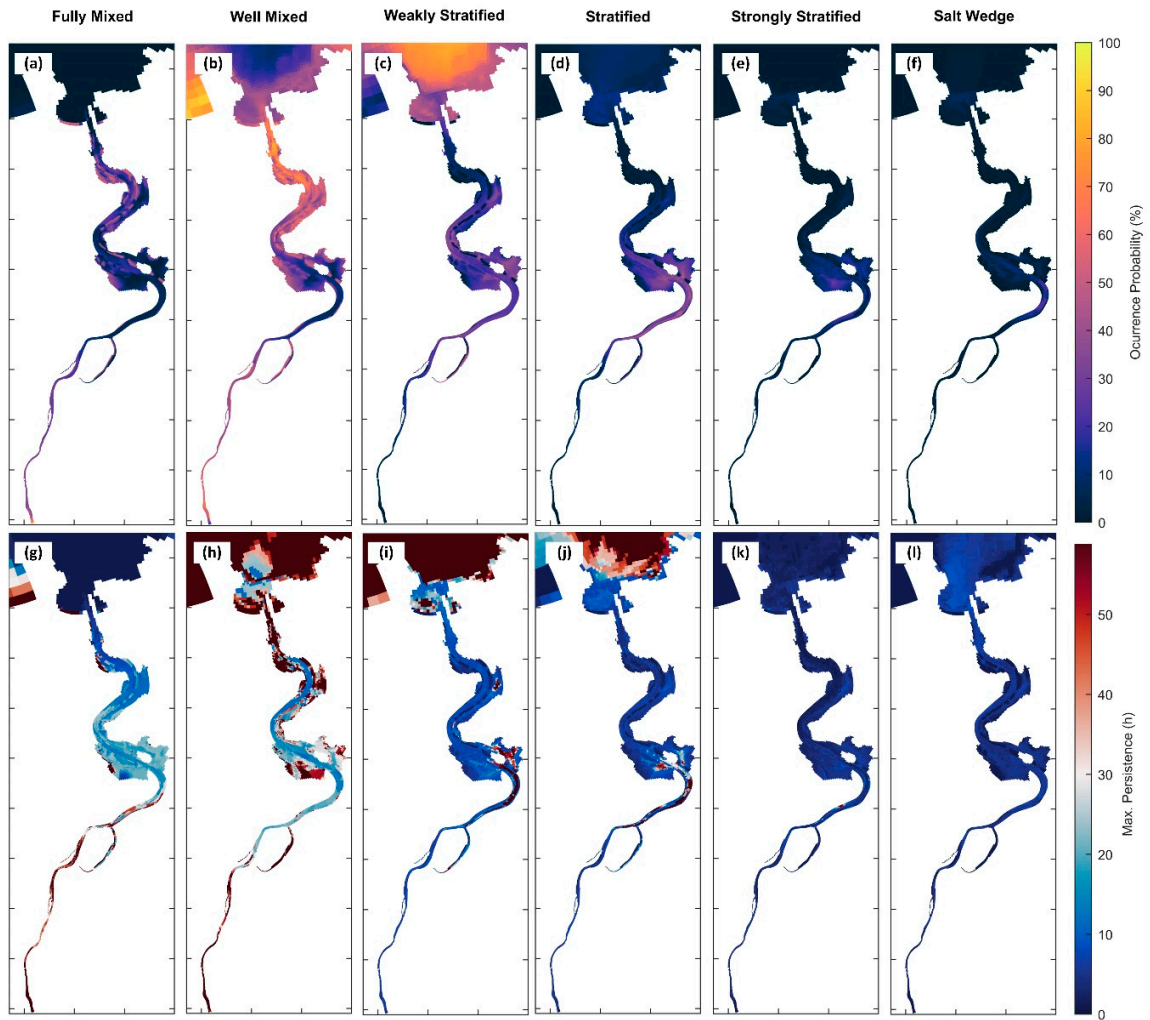 Fully Mixed
Well Mixed
Weakly Stratified
Stratified
Strongly Stratified
Salt Wedge
(a)
(b)
(c)
(d)
(e)
(f)
100
90
80
70
60
50
40
30
20
10
0
Ocurrence Probability (%)
(g)
(h)
(i)
(j)
(k)
(l)
50
40
30
20
10
0
Max. Persistence (h)